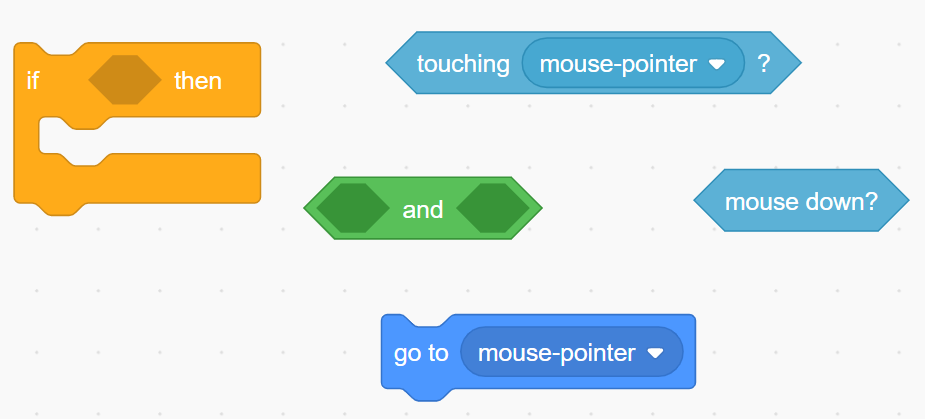 if then
touching mouse-pointer ?
and
mouse down?
go to mouse-pointer